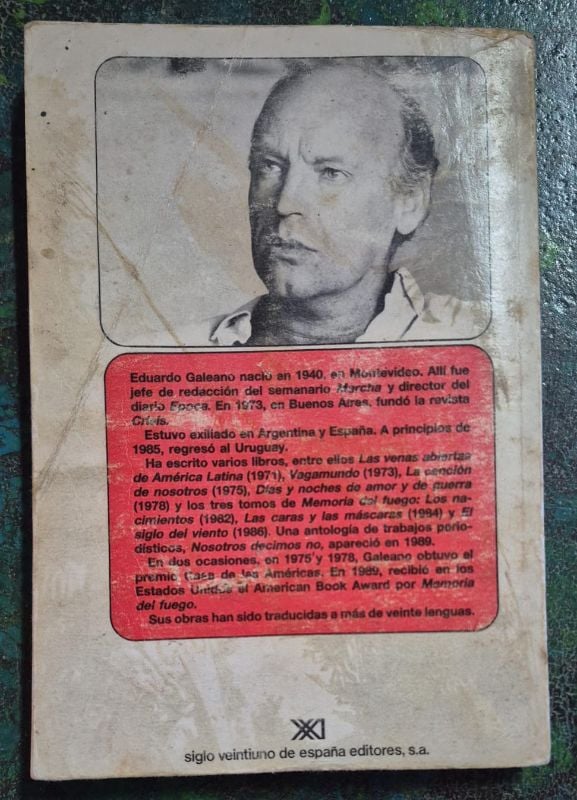 Eduardo Galeano nació en 1940, en Montevideo. Allí fue
jefe de redacción del semanario Marcha y director del
diario Epoca. En 1973, en Buenos Aires, fundó la revista
Crisis.
Estuvo exiliado en Argentina y España. A principios de
1985, regresó al Uruguay.
Ha escrito varios libros, entre ellos Las venas abiertas
de América Latina (1971), Vagamundo (1973), La canción
de nosotros (1975), Días y noches de amor y de guerra
(1978) y los tres tomos de Memoria del fuego: Los na-
cimientos (1982), Las caras y las máscaras (1984) y El
siglo del viento (1986). Una antología de trabajos perio-
dísticos, Nosotros decimos no, apareció en 1989.
En dos ocasiones, en 1975 y 1978, Galeano obtuvo el
premio Casa de las Américas. En 1989, recibió en los
Estados Unidos el American Book Award por Memoria
del fuego.
Sus obras han sido traducidas a más de veinte lenguas.
XXI
siglo veintiuno de españa editores, s.a.